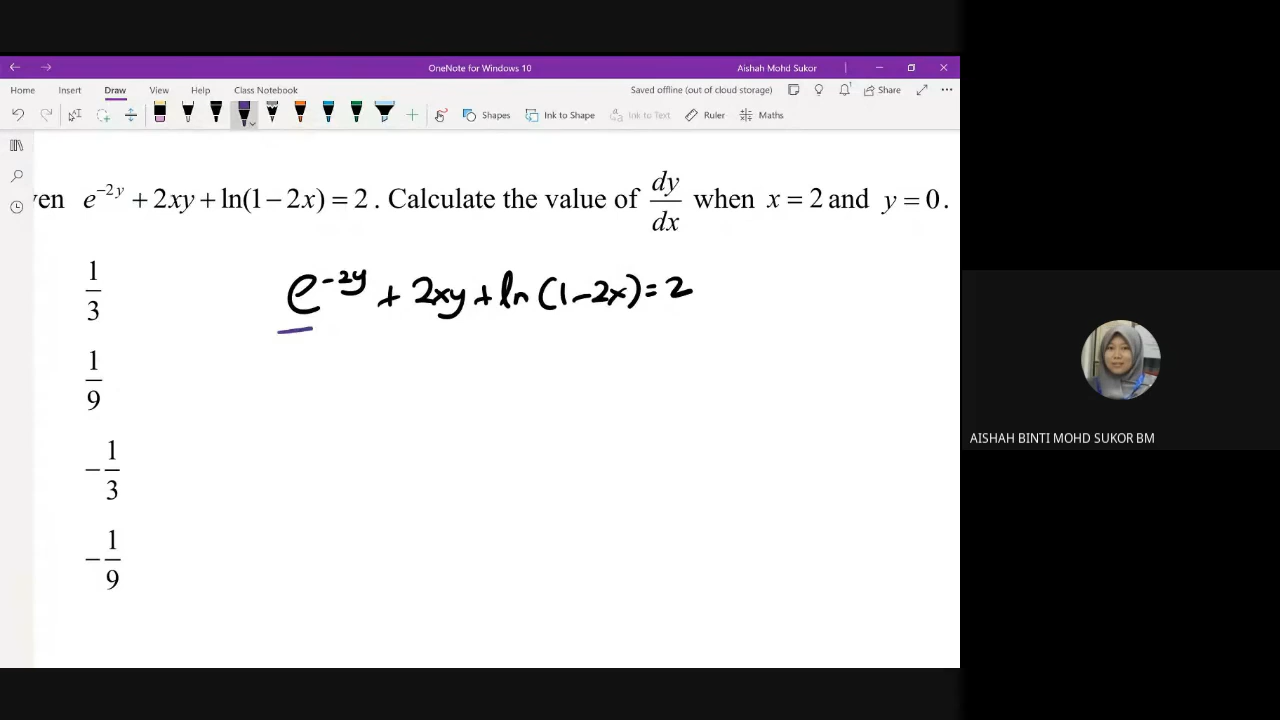 OneNote for Windows 10
Aishah Mohd Sukor
Home Insert Draw View Help Class Notebook
Saved offline (out of cloud storage)
Share
Shapes
Ink to Shape
Ink to Text
Ruler
Maths
ven e^{-2y} + 2xy + ln(1 − 2x) = 2. Calculate the value of dy/dx when x = 2 and y = 0.
e^{-2y} + 2xy + ln (1 − 2x) = 2
1/3
1/9
−1/3
−1/9
AISHAH BINTI MOHD SUKOR BM